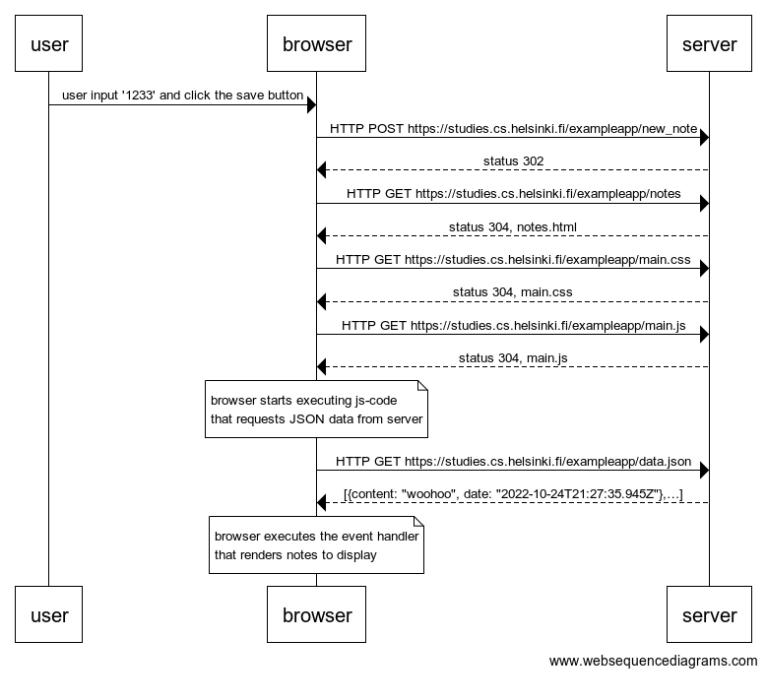 user
browser
server
user input '1233' and click the save button
HTTP POST https://studies.cs.helsinki.fi/exampleapp/new_note
status 302
HTTP GET https://studies.cs.helsinki.fi/exampleapp/notes
status 304, notes.html
HTTP GET https://studies.cs.helsinki.fi/exampleapp/main.css
status 304, main.css
HTTP GET https://studies.cs.helsinki.fi/exampleapp/main.js
status 304, main.js
browser starts executing js-code
that requests JSON data from server
HTTP GET https://studies.cs.helsinki.fi/exampleapp/data.json
[{content: "woohoo", date: "2022-10-24T21:27:35.945Z"},…]
browser executes the event handler
that renders notes to display
user
browser
server
www.websequencediagrams.com